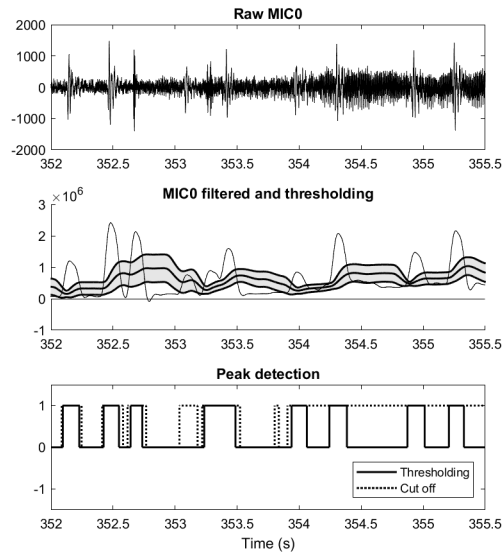 Raw MIC0
2000
1000
0
-1000
-2000
352 352.5 353 353.5 354 354.5 355 355.5
MIC0 filtered and thresholding
×10⁶
3
2
1
0
-1
352 352.5 353 353.5 354 354.5 355 355.5
Peak detection
1
0
-1
Thresholding
Cut off
352 352.5 353 353.5 354 354.5 355 355.5
Time (s)